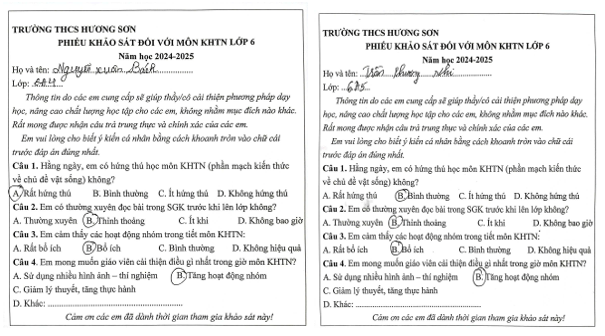 TRƯỜNG THCS HƯƠNG SƠN
PHIẾU KHẢO SÁT ĐỐI VỚI MÔN KHTN LỚP 6
Năm học 2024-2025
Họ và tên: Nguyễn xuân Bách
Lớp:
Thông tin do các em cung cấp sẽ giúp thầy/cô cải thiện phương pháp dạy
học, nâng cao chất lượng học tập cho các em, không nhằm mục đích nào khác.
Rất mong được nhận câu trả trung thực và chính xác của các em.
Em vui lòng cho biết ý kiến cá nhân bằng cách khoanh tròn vào chữ cái
trước đáp án đúng nhất.
Câu 1. Hằng ngày, em có hứng thú học môn KHTN (phần mạch kiến thức
về chủ đề vật sống) không?
A. Rất hứng thú B. Bình thường C. Ít hứng thú D. Không hứng thú
Câu 2. Em có thường xuyên đọc bài trong SGK trước khi lên lớp không?
A. Thường xuyên B. Thỉnh thoảng C. Ít khi D. Không bao giờ
Câu 3. Em cảm thấy các hoạt động nhóm trong tiết môn KHTN:
A. Rất bổ ích B. Bổ ích C. Bình thường D. Không hiệu quả
Câu 4. Em mong muốn giáo viên cải thiện điều gì nhất trong giờ môn KHTN?
A. Sử dụng nhiều hình ảnh – thí nghiệm B. Tăng hoạt động nhóm
C. Giảm lý thuyết, tăng thực hành
D. Khác:
Cảm ơn các em đã dành thời gian tham gia khảo sát này!
TRƯỜNG THCS HƯƠNG SƠN
PHIẾU KHẢO SÁT ĐỐI VỚI MÔN KHTN LỚP 6
Năm học 2024-2025
Họ và tên: Trần phương nhi
Lớp: 6A5
Thông tin do các em cung cấp sẽ giúp thầy/cô cải thiện phương pháp dạy
học, nâng cao chất lượng học tập cho các em, không nhằm mục đích nào khác.
Rất mong được nhận câu trả trung thực và chính xác của các em.
Em vui lòng cho biết ý kiến cá nhân bằng cách khoanh tròn vào chữ cái
trước đáp án đúng nhất.
Câu 1. Hằng ngày, em có hứng thú học môn KHTN (phần mạch kiến thức
về chủ đề vật sống) không?
A. Rất hứng thú B. Bình thường C. Ít hứng thú D. Không hứng thú
Câu 2. Em có thường xuyên đọc bài trong SGK trước khi lên lớp không?
A. Thường xuyên B. Thỉnh thoảng C. Ít khi D. Không bao giờ
Câu 3. Em cảm thấy các hoạt động nhóm trong tiết môn KHTN:
A. Rất bổ ích B. Bổ ích C. Bình thường D. Không hiệu quả
Câu 4. Em mong muốn giáo viên cải thiện điều gì nhất trong giờ môn KHTN?
A. Sử dụng nhiều hình ảnh – thí nghiệm B. Tăng hoạt động nhóm
C. Giảm lý thuyết, tăng thực hành
D. Khác:
Cảm ơn các em đã dành thời gian tham gia khảo sát này!